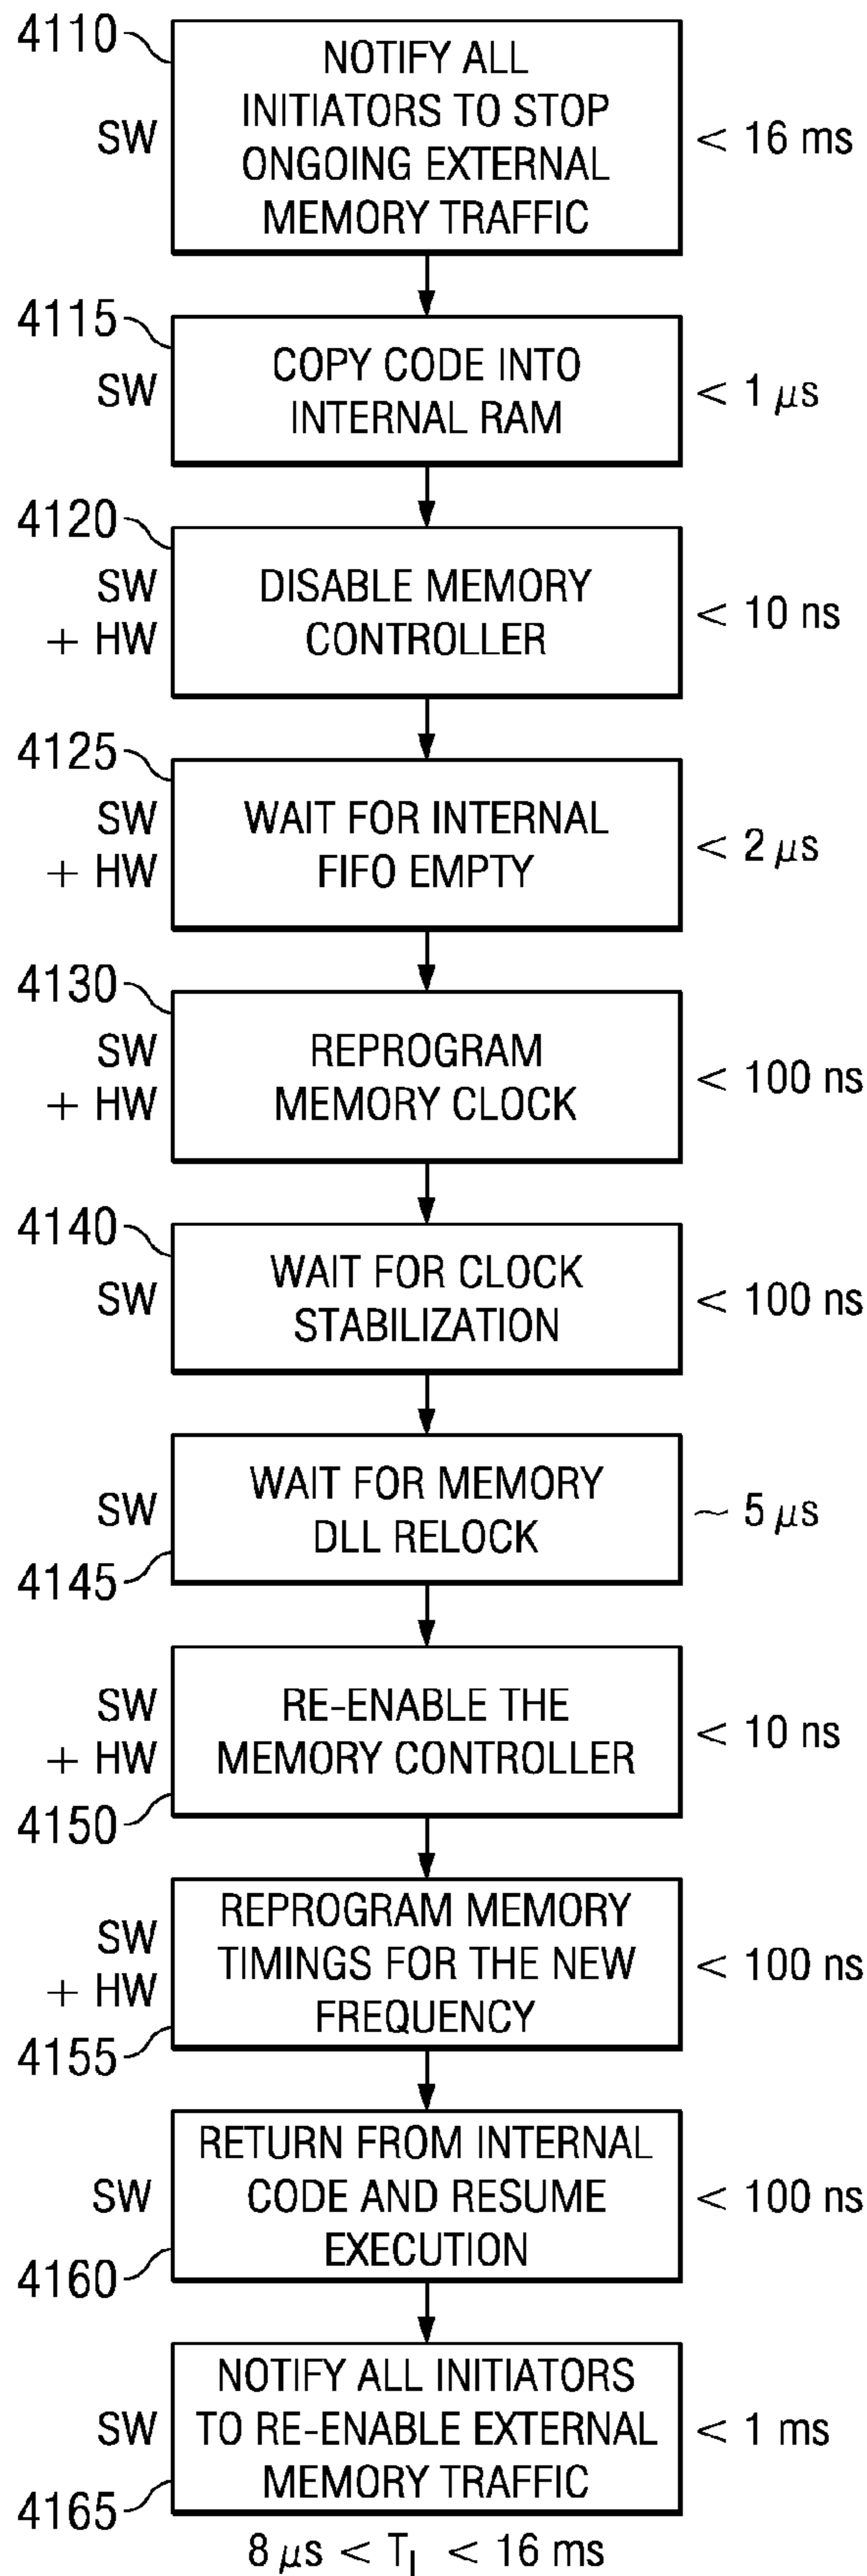 4110
SW
NOTIFY ALL
INITIATORS TO STOP
ONGOING EXTERNAL
MEMORY TRAFFIC
< 16 ms
4115
SW
COPY CODE INTO
INTERNAL RAM
< 1 μs
4120
SW
+ HW
DISABLE MEMORY
CONTROLLER
< 10 ns
4125
SW
+ HW
WAIT FOR INTERNAL
FIFO EMPTY
< 2 μs
4130
SW
+ HW
REPROGRAM
MEMORY CLOCK
< 100 ns
4140
SW
WAIT FOR CLOCK
STABILIZATION
< 100 ns
SW
4145
WAIT FOR MEMORY
DLL RELOCK
~ 5 μs
SW
+ HW
4150
RE-ENABLE THE
MEMORY CONTROLLER
< 10 ns
SW
+ HW
4155
REPROGRAM MEMORY
TIMINGS FOR THE NEW
FREQUENCY
< 100 ns
SW
4160
RETURN FROM INTERNAL
CODE AND RESUME
EXECUTION
< 100 ns
SW
4165
NOTIFY ALL INITIATORS
TO RE-ENABLE EXTERNAL
MEMORY TRAFFIC
< 1 ms
8 μs < TL < 16 ms